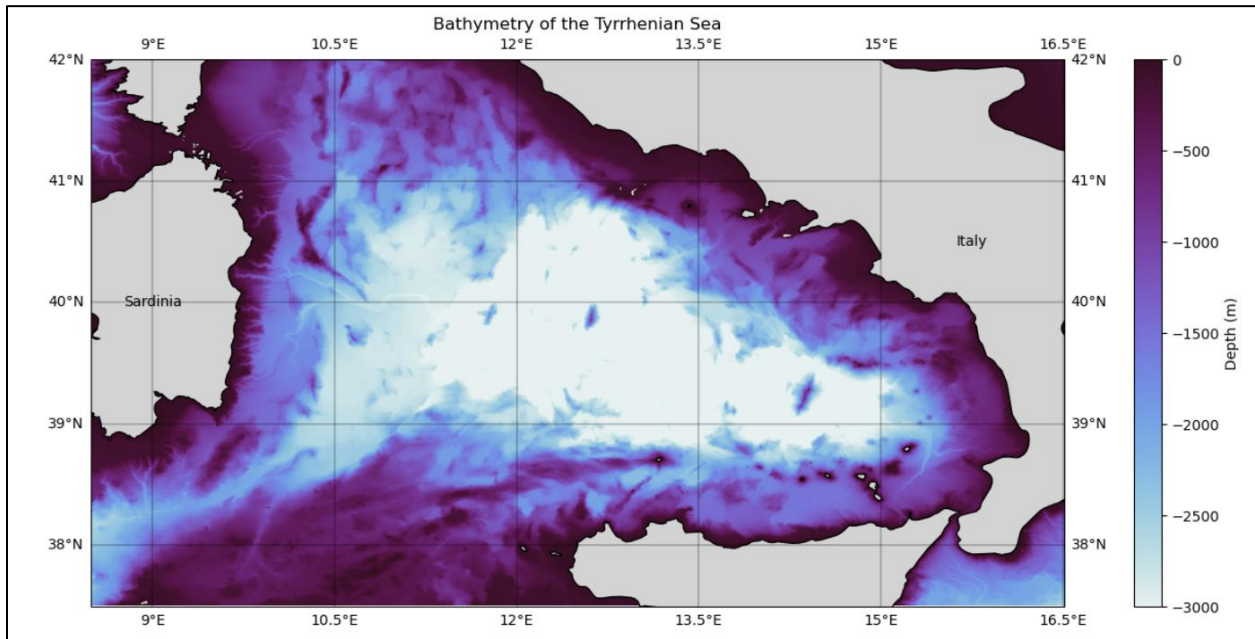 Bathymetry of the Tyrrhenian Sea
9°E 10.5°E 12°E 13.5°E 15°E 16.5°E
42°N 42°N 0
−500
41°N 41°N
Italy −1000
Sardinia 40°N 40°N
−1500
Depth (m)
−2000
39°N 39°N
−2500
38°N 38°N
−3000
9°E 10.5°E 12°E 13.5°E 15°E 16.5°E